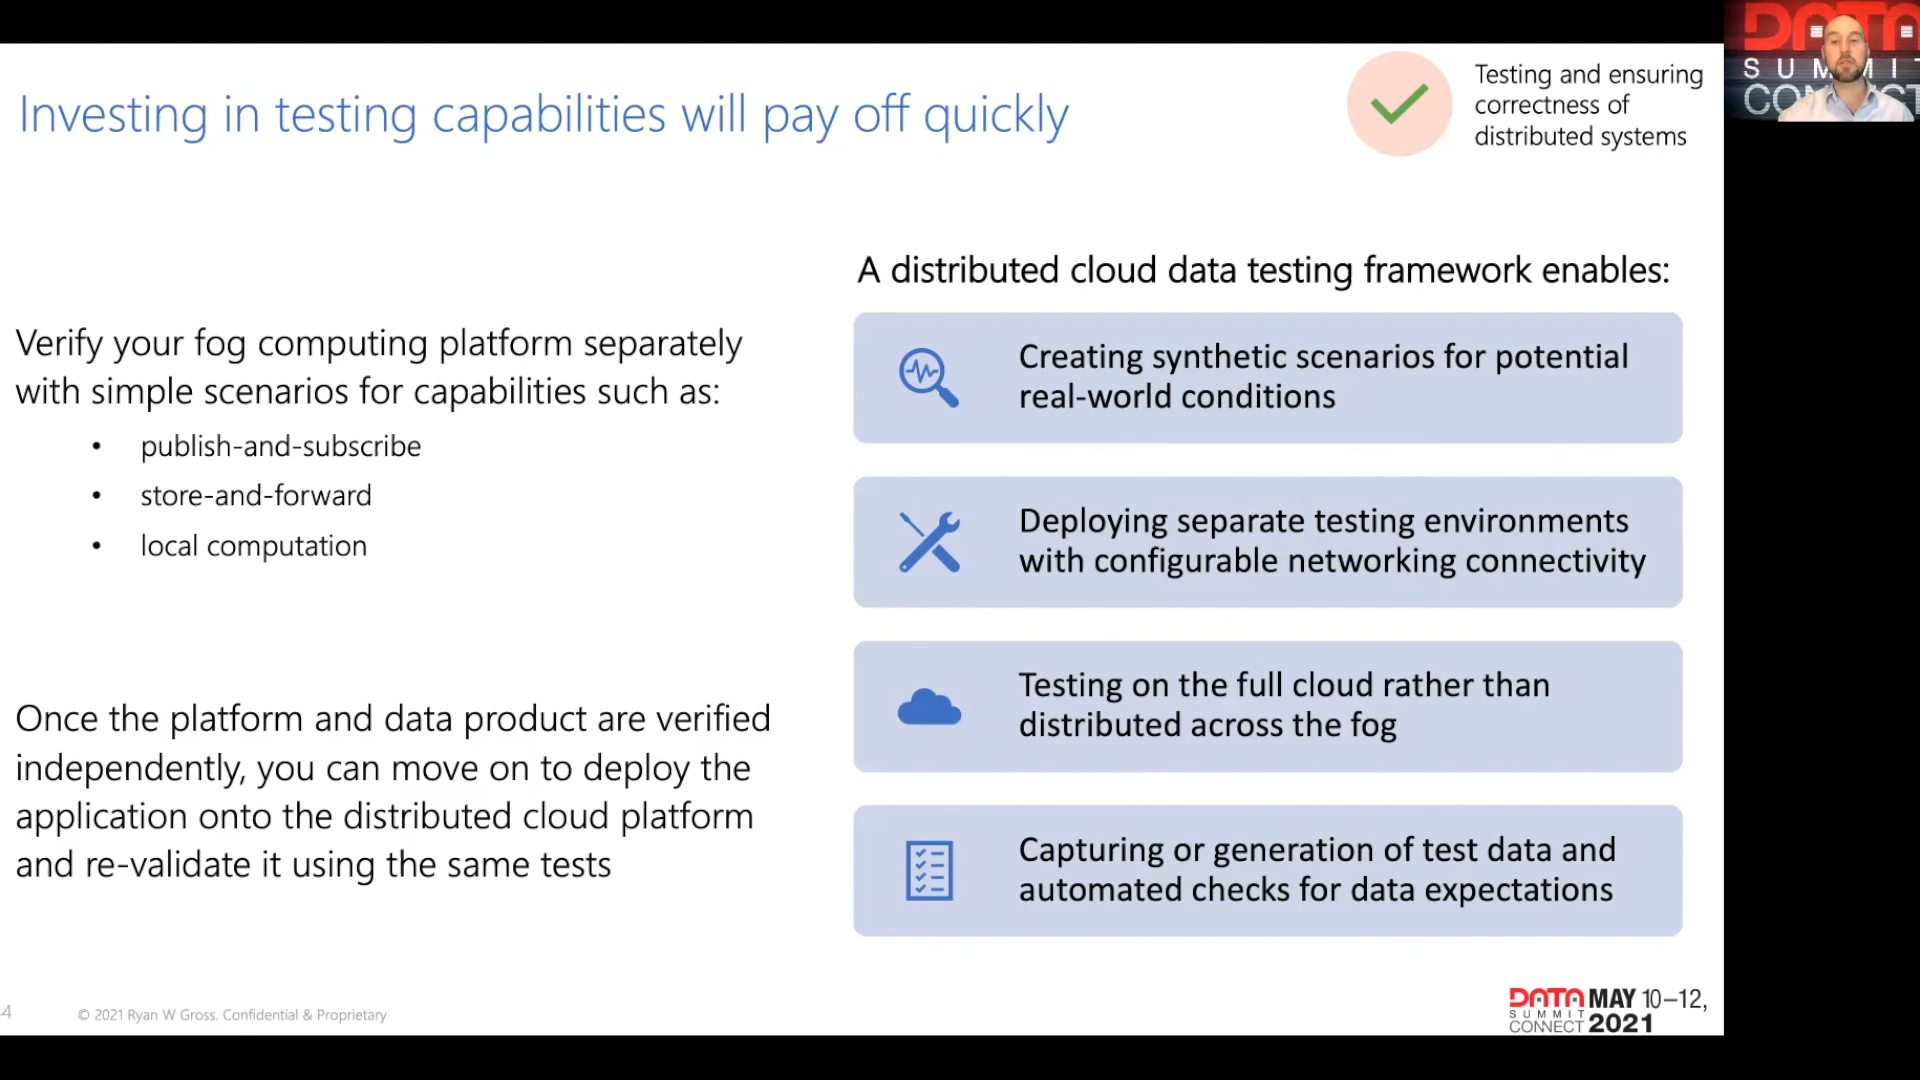 Investing in testing capabilities will pay off quickly
Testing and ensuring
correctness of
distributed systems
Verify your fog computing platform separately
with simple scenarios for capabilities such as:
• publish-and-subscribe
• store-and-forward
• local computation
Once the platform and data product are verified
independently, you can move on to deploy the
application onto the distributed cloud platform
and re-validate it using the same tests
A distributed cloud data testing framework enables:
Creating synthetic scenarios for potential
real-world conditions
Deploying separate testing environments
with configurable networking connectivity
Testing on the full cloud rather than
distributed across the fog
Capturing or generation of test data and
automated checks for data expectations
4
© 2021 Ryan W Gross. Confidential & Proprietary
DATA
SUMMIT
CONNECT
MAY 10–12,
2021
DATA